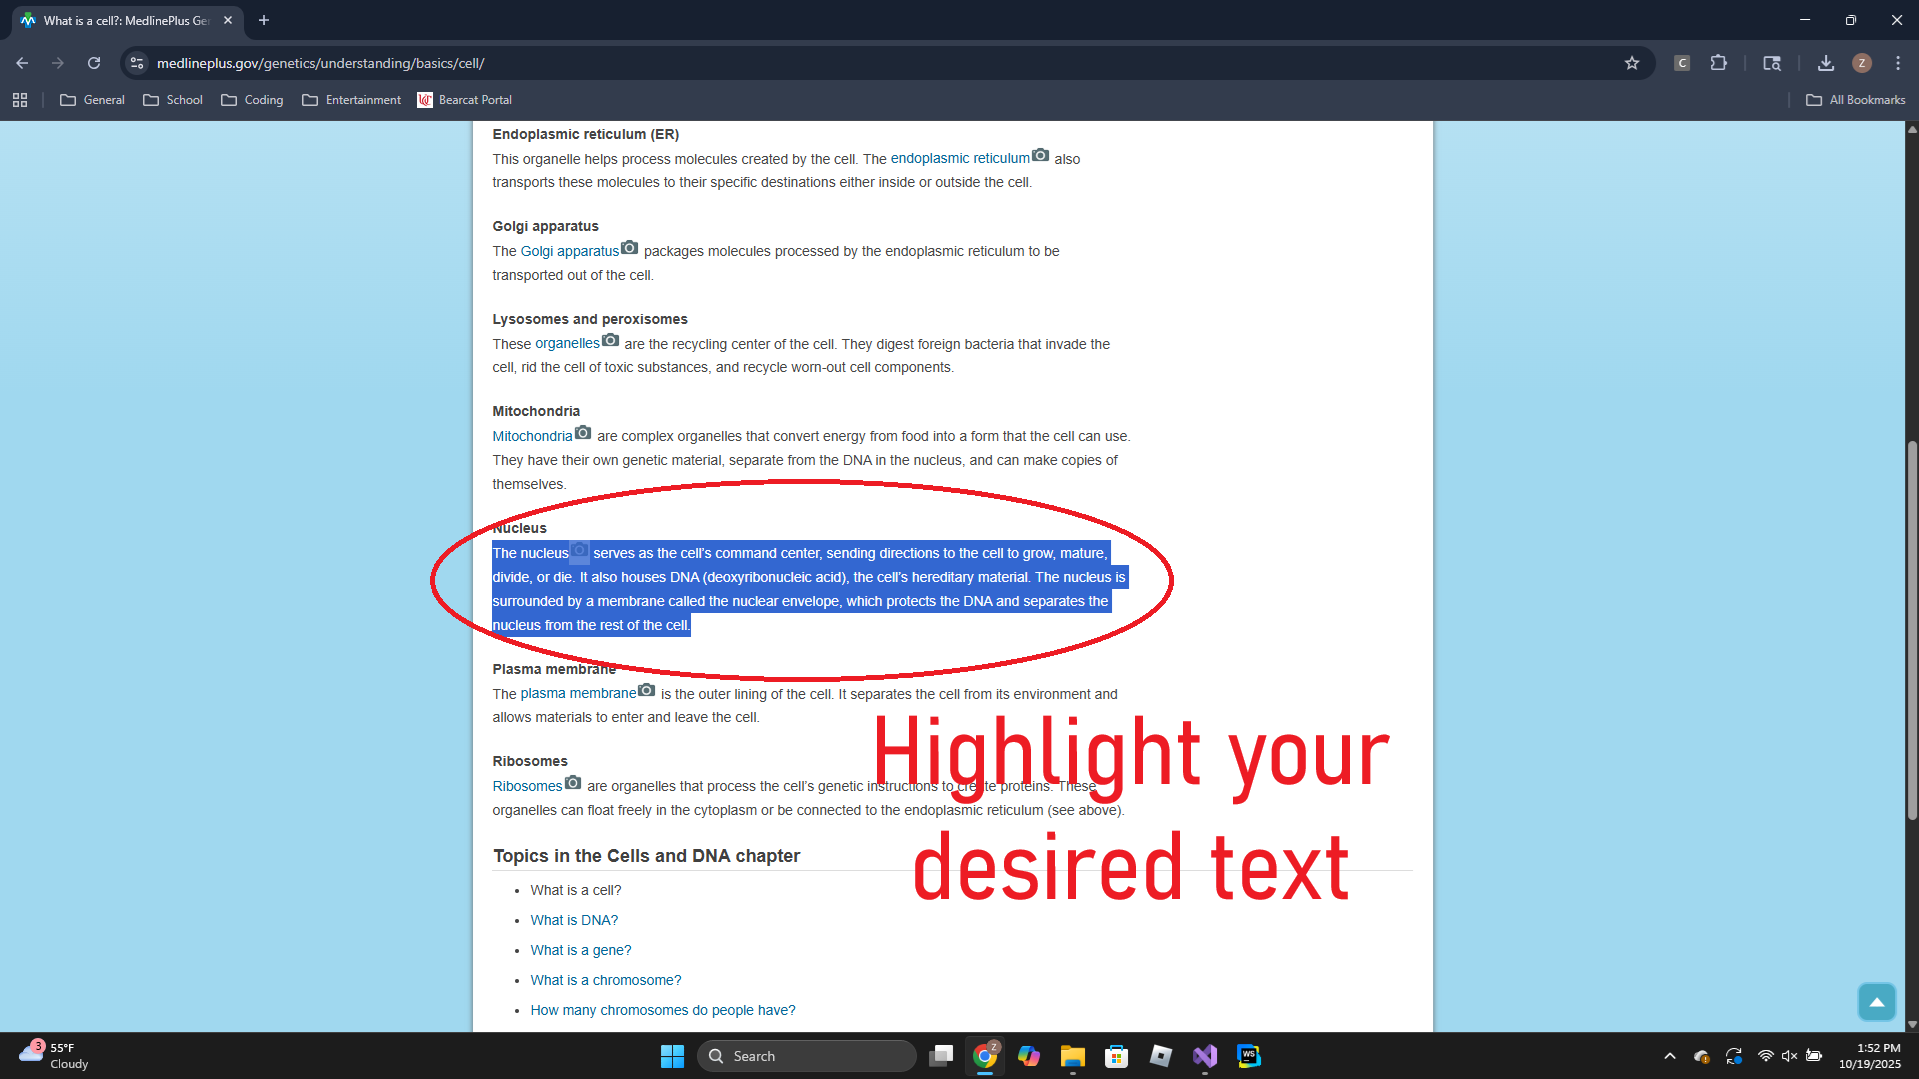 What is a cell?: MedlinePlus Ge
medlineplus.gov/genetics/understanding/basics/cell/
C
Z
General
School
Coding
Entertainment
UC
Bearcat Portal
All Bookmarks
Endoplasmic reticulum (ER)
This organelle helps process molecules created by the cell. The endoplasmic reticulum also
transports these molecules to their specific destinations either inside or outside the cell.
Golgi apparatus
The Golgi apparatus packages molecules processed by the endoplasmic reticulum to be
transported out of the cell.
Lysosomes and peroxisomes
These organelles are the recycling center of the cell. They digest foreign bacteria that invade the
cell, rid the cell of toxic substances, and recycle worn-out cell components.
Mitochondria
Mitochondria are complex organelles that convert energy from food into a form that the cell can use.
They have their own genetic material, separate from the DNA in the nucleus, and can make copies of
themselves.
Nucleus
The nucleus serves as the cell’s command center, sending directions to the cell to grow, mature,
divide, or die. It also houses DNA (deoxyribonucleic acid), the cell’s hereditary material. The nucleus is
surrounded by a membrane called the nuclear envelope, which protects the DNA and separates the
nucleus from the rest of the cell.
Plasma membrane
The plasma membrane is the outer lining of the cell. It separates the cell from its environment and
allows materials to enter and leave the cell.
Ribosomes
Ribosomes are organelles that process the cell’s genetic instructions to create proteins. These
organelles can float freely in the cytoplasm or be connected to the endoplasmic reticulum (see above).
Highlight your
desired text
Topics in the Cells and DNA chapter
What is a cell?
What is DNA?
What is a gene?
What is a chromosome?
How many chromosomes do people have?
3
55°F
Cloudy
Search
Z
WS
1:52 PM
10/19/2025